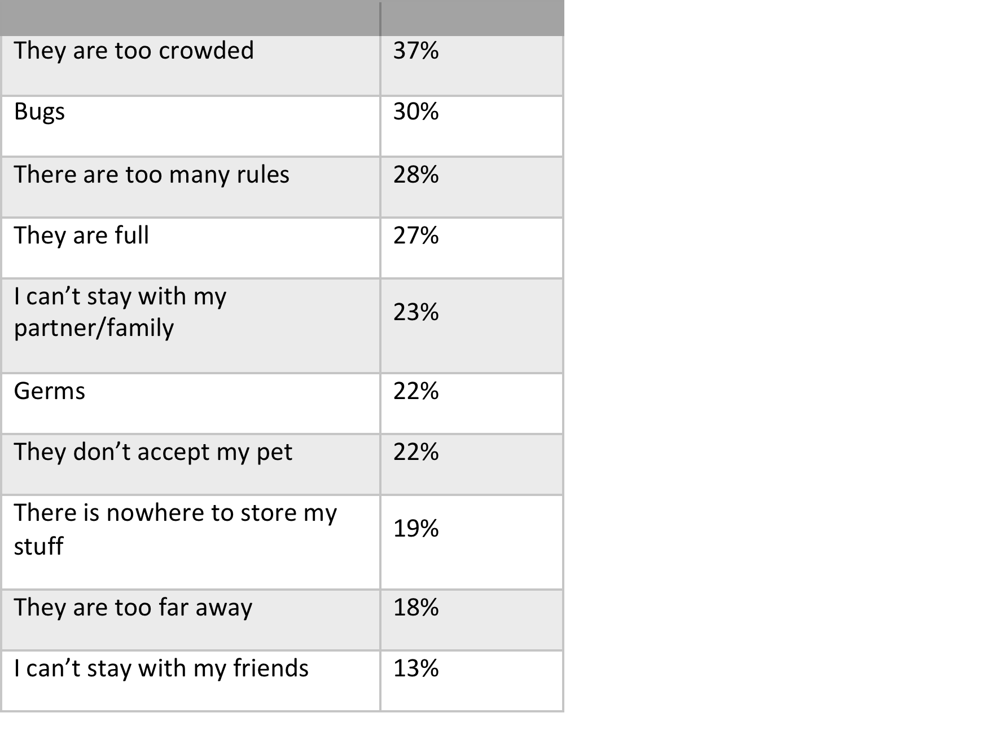 They are too crowded 37%
Bugs 30%
There are too many rules 28%
They are full 27%
I can’t stay with my
partner/family 23%
Germs 22%
They don’t accept my pet 22%
There is nowhere to store my
stuff 19%
They are too far away 18%
I can’t stay with my friends 13%